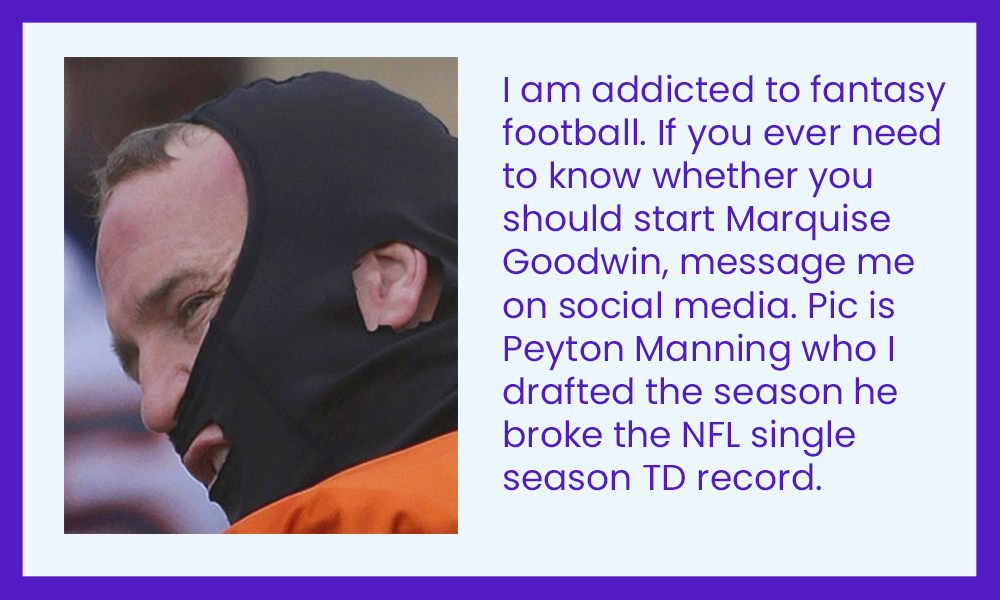 I am addicted to fantasy
football. If you ever need
to know whether you
should start Marquise
Goodwin, message me
on social media. Pic is
Peyton Manning who I
drafted the season he
broke the NFL single
season TD record.